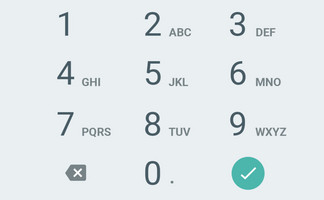 1 2 ABC 3 DEF
4 GHI 5 JKL 6 MNO
7 PQRS 8 TUV 9 WXYZ
0 .